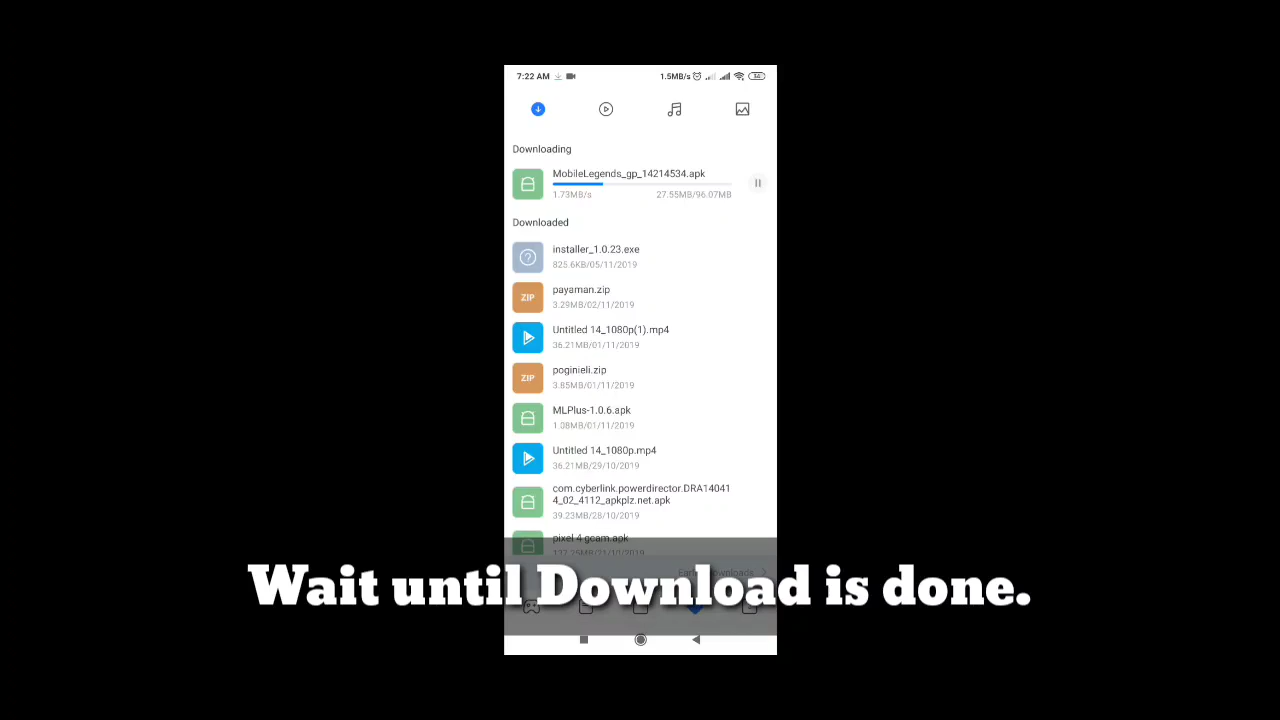 7:22 AM
1.5MB/s
34
Downloading
MobileLegends_gp_14214534.apk
1.73MB/s
27.55MB/96.07MB
Downloaded
installer_1.0.23.exe
825.6KB/05/11/2019
ZIP
payaman.zip
3.29MB/02/11/2019
Untitled 14_1080p(1).mp4
36.21MB/01/11/2019
ZIP
poginieli.zip
3.85MB/01/11/2019
MLPlus-1.0.6.apk
1.08MB/01/11/2019
Untitled 14_1080p.mp4
36.21MB/29/10/2019
com.cyberlink.powerdirector.DRA14041
4_02_4112_apkplz.net.apk
39.23MB/28/10/2019
pixel 4 gcam.apk
Wait until Download is done.